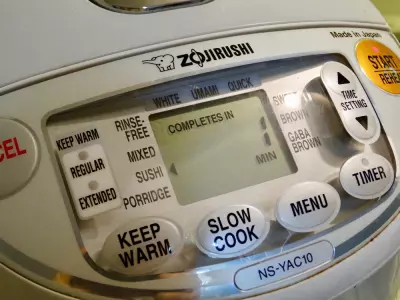 Made in Japan
ZOJIRUSHI
START/
REHEAT
CEL
WHITE
UMAMI
QUICK
TIME
SETTING
KEEP WARM
REGULAR
EXTENDED
RINSE-
FREE
MIXED
SUSHI
PORRIDGE
COMPLETES IN
MIN
BROWN
GABA
BROWN
TIMER
MENU
SLOW
COOK
KEEP
WARM
NS-YAC10